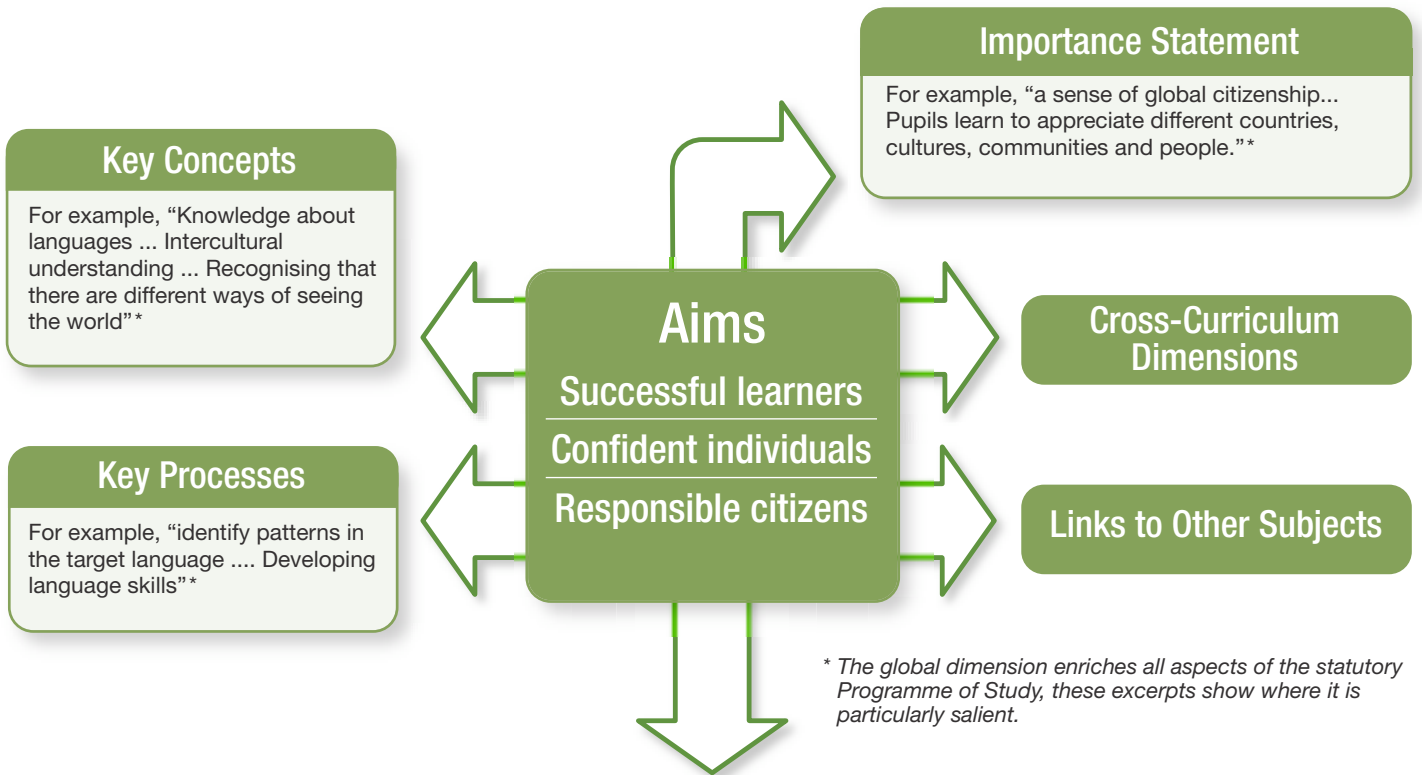 Importance Statement
For example, “a sense of global citizenship...
Pupils learn to appreciate different countries,
cultures, communities and people.”*
Key Concepts
For example, “Knowledge about
languages ... Intercultural
understanding ... Recognising that
there are different ways of seeing
the world”*
Aims
Successful learners
Confident individuals
Responsible citizens
Cross-Curriculum
Dimensions
Key Processes
For example, “identify patterns in
the target language .... Developing
language skills”*
Links to Other Subjects
* The global dimension enriches all aspects of the statutory
Programme of Study, these excerpts show where it is
particularly salient.